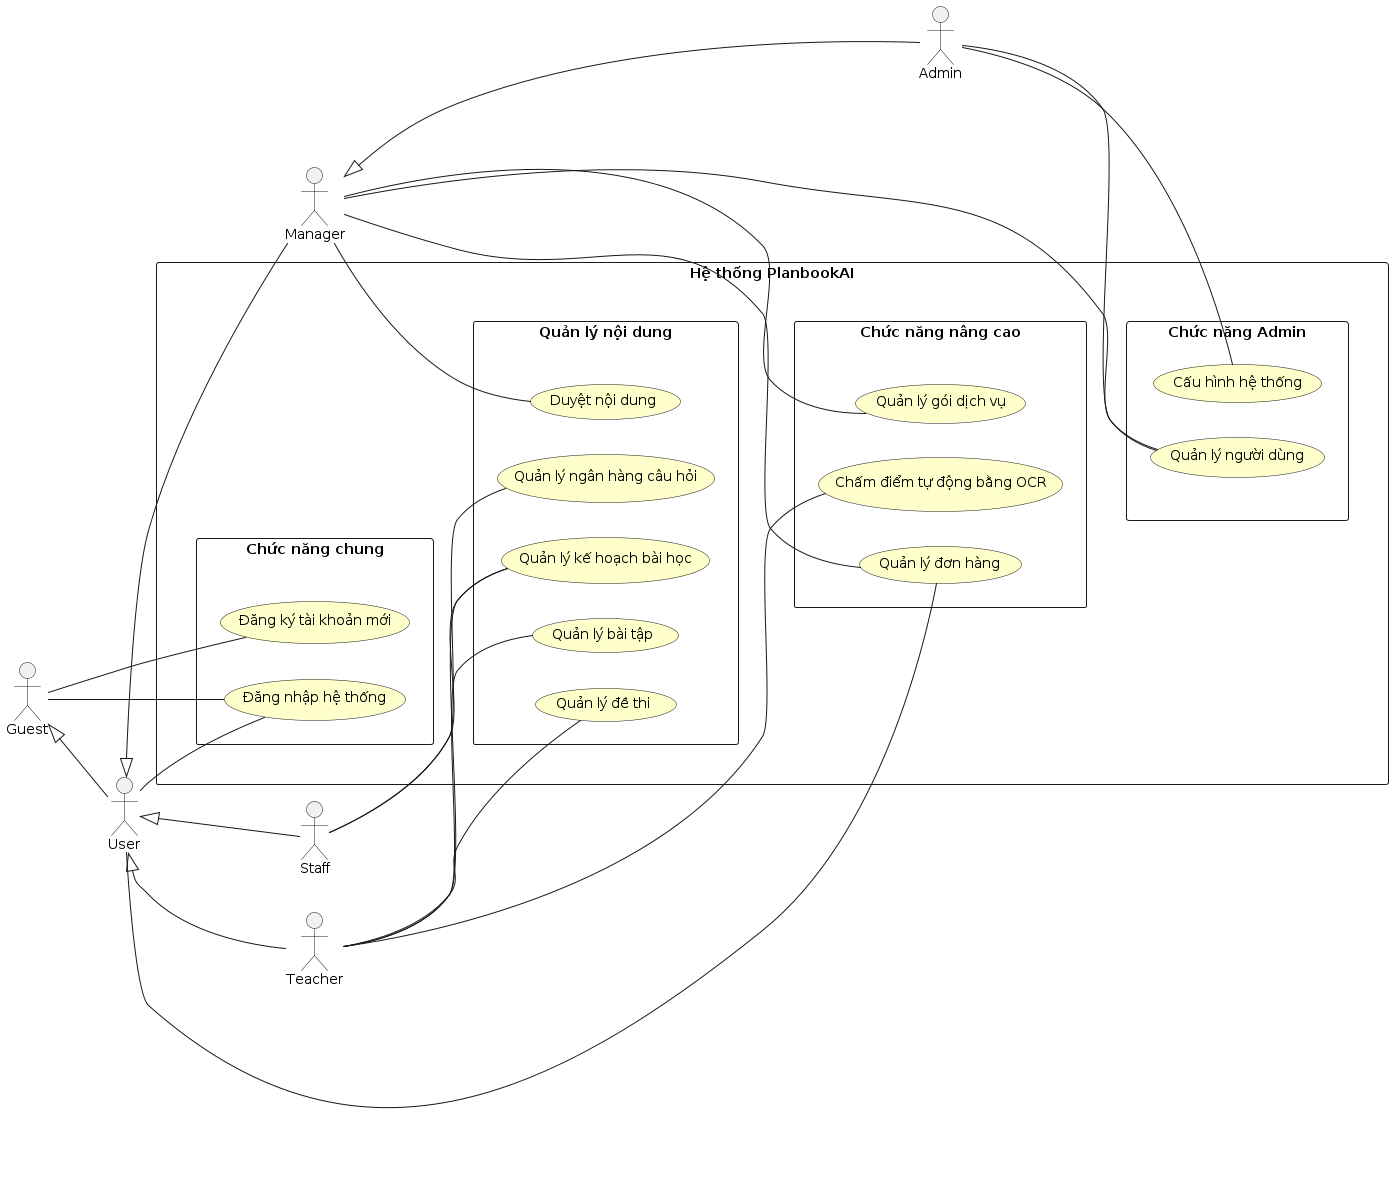 Admin
Manager
Hệ thống PlanbookAI
Quản lý nội dung
Chức năng nâng cao
Chức năng Admin
Cấu hình hệ thống
Duyệt nội dung
Quản lý gói dịch vụ
Quản lý người dùng
Quản lý ngân hàng câu hỏi
Chấm điểm tự động bằng OCR
Chức năng chung
Quản lý kế hoạch bài học
Quản lý đơn hàng
Đăng ký tài khoản mới
Quản lý bài tập
Đăng nhập hệ thống
Quản lý đề thi
Guest
User
Staff
Teacher